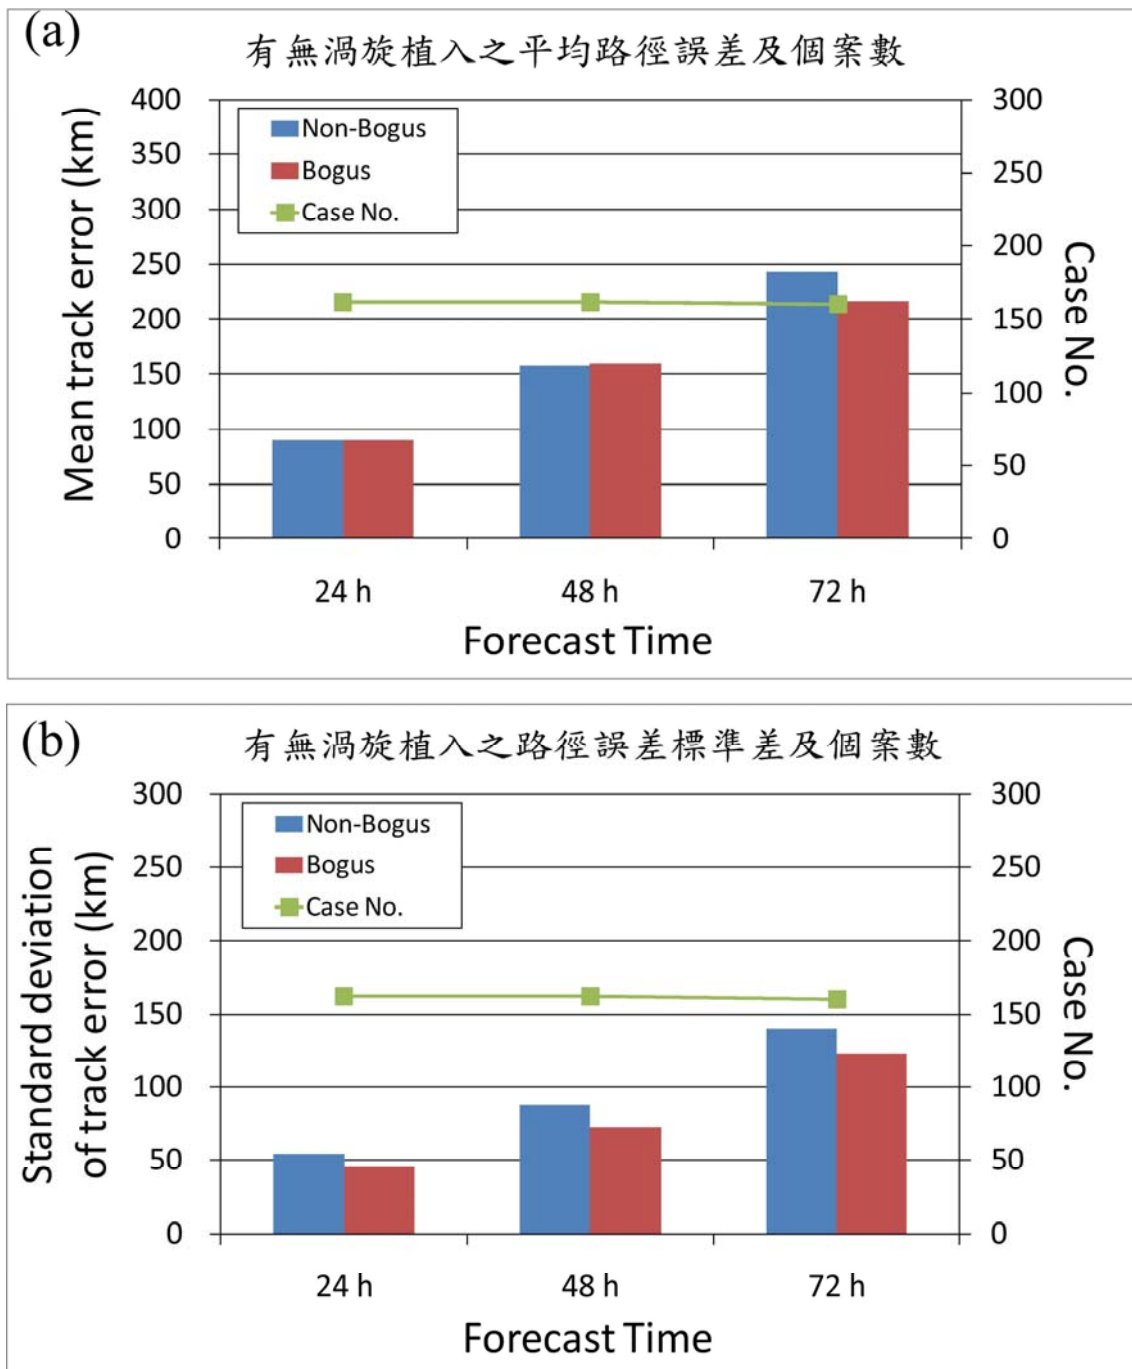 (a)
有無渦旋植入之平均路徑誤差及個案數
Mean track error (km)
400
350
300
250
200
150
100
50
0
Non-Bogus
Bogus
Case No.
300
250
200
150
100
50
0
Case No.
24 h
48 h
72 h
Forecast Time
(b)
有無渦旋植入之路徑誤差標準差及個案數
Standard deviation
of track error (km)
300
250
200
150
100
50
0
Non-Bogus
Bogus
Case No.
300
250
200
150
100
50
0
Case No.
24 h
48 h
72 h
Forecast Time